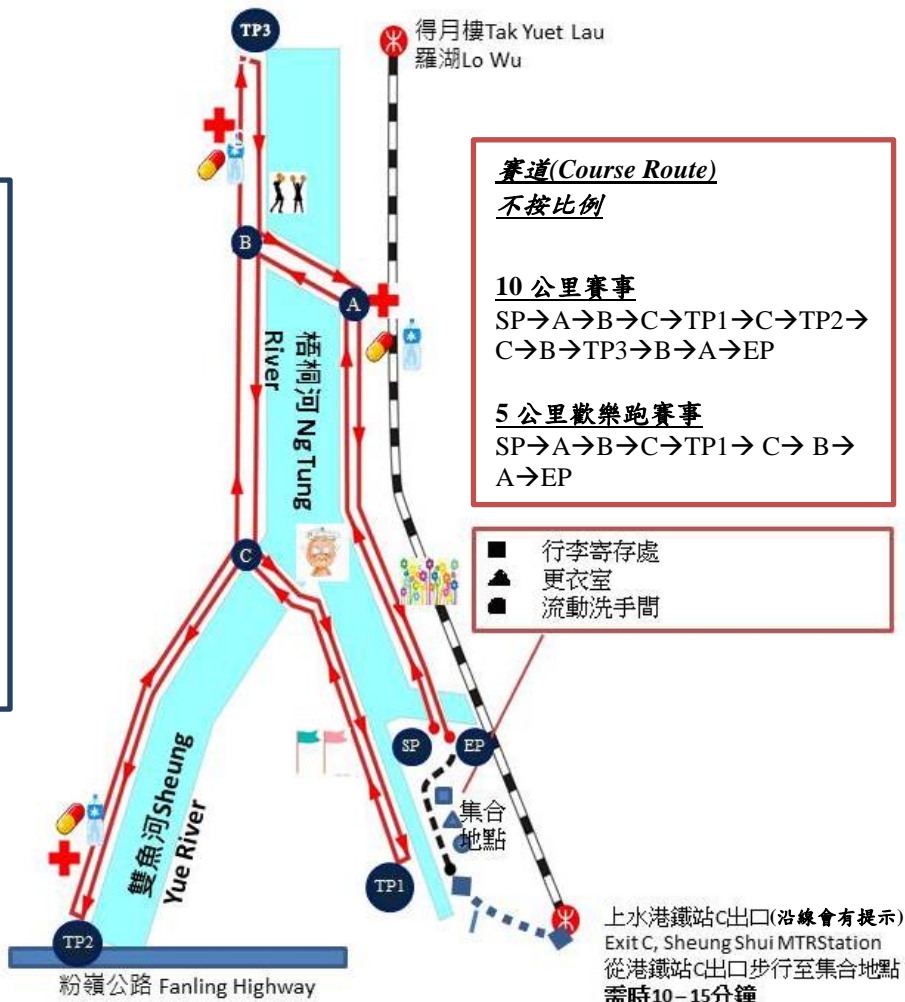 TP3
得月樓Tak Yuet Lau
羅湖Lo Wu
賽道(Course Route)
不按比例
10 公里賽事
SP→A→B→C→TP1→C→TP2→
C→B→TP3→B→A→EP
5 公里歡樂跑賽事
SP→A→B→C→TP1→ C→ B→
A→EP
B
A
梧桐河 Ng Tung
River
C
■ 行李寄存處
▲ 更衣室
流動洗手間
SP
EP
集合
地點
雙魚河Sheung
Yue River
TP1
TP2
粉嶺公路 Fanling Highway
上水港鐵站C出口(沿線會有提示)
Exit C, Sheung Shui MTRStation
從港鐵站C出口步行至集合地點
需時10–15分鐘